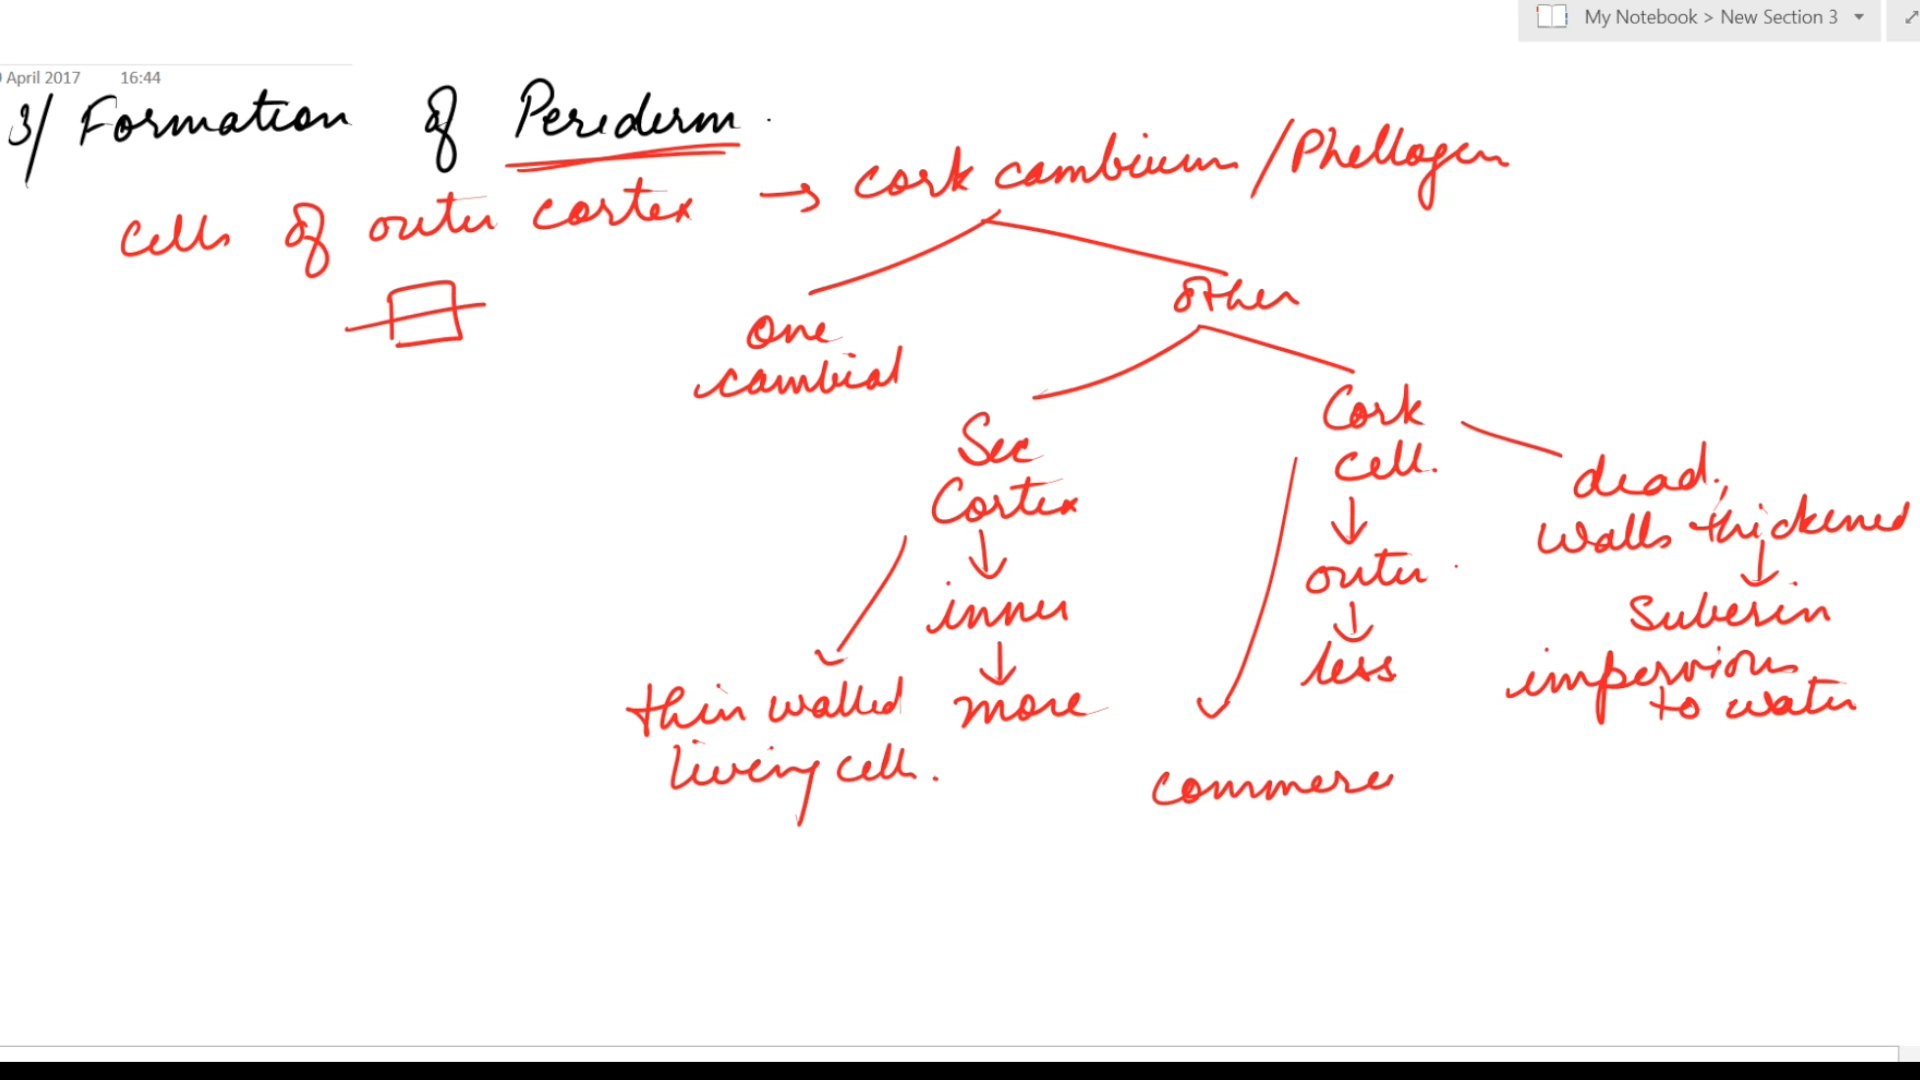 My Notebook > New Section 3
April 2017 16:44
3/ Formation of Periderm.
cells of outer cortex → cork cambium / Phellogen
one cambial
other
Sec Cortex
↓
inner
↓
more
thin walled
living cell.
Cork cell.
↓
outer
↓
less
dead,
walls thickened
↓
Suberin
impervious
to water
commerc